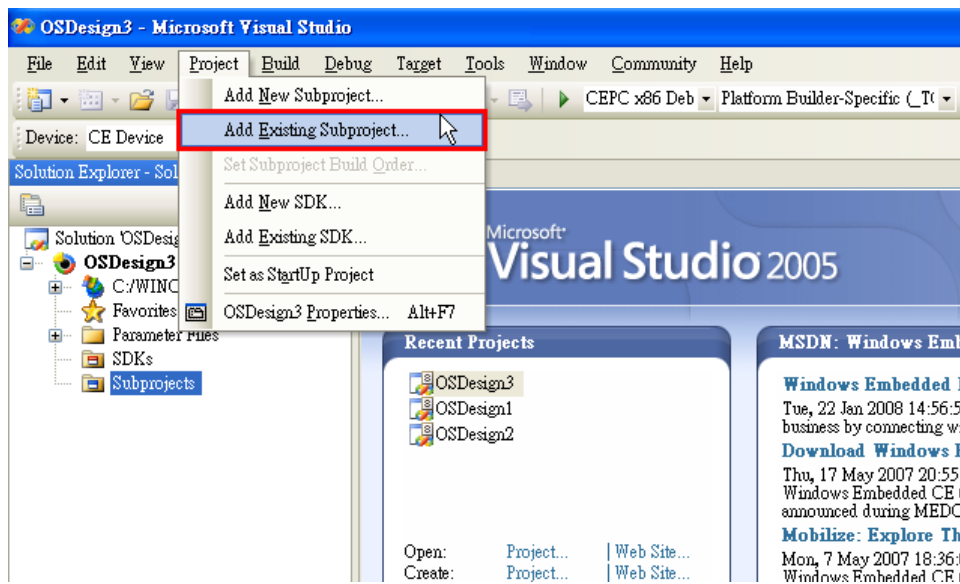 OSDesign3 - Microsoft Visual Studio
File Edit View Project Build Debug Target Tools Window Community Help
Add New Subproject...
CEPC x86 Deb
Platform Builder-Specific (_T
Device: CE Device
Add Existing Subproject...
Set Subproject Build Order...
Solution Explorer - Sol
Add New SDK...
Add Existing SDK...
Set as StartUp Project
OSDesign3 Properties... Alt+F7
Solution 'OSDesig
OSDesign3
C:/WINC
Favorites
Parameter Files
SDKs
Subprojects
Microsoft
Visual Studio 2005
Recent Projects
OSDesign3
OSDesign1
OSDesign2
Open: Project... | Web Site...
Create: Project... | Web Site...
MSDN: Windows Emb
Windows Embedded
Tue, 22 Jan 2008 14:56:5
business by connecting w
Download Windows
Thu, 17 May 2007 20:55
Windows Embedded CE
announced during MEDC
Mobilize: Explore Th
Mon, 7 May 2007 18:36:
Windows Embedded CE